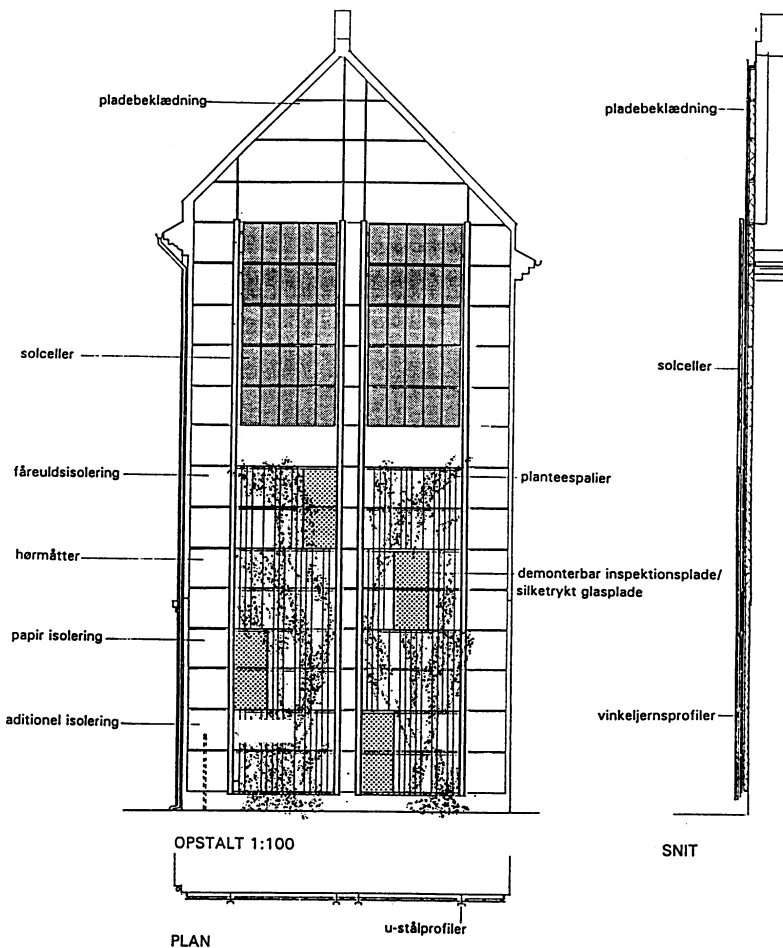 pladebeklædning
pladebeklædning
solceller
solceller
fåreuldsisolering
planteespalier
hørmåtter
demonterbar inspektionsplade/
silketrykt glasplade
papir isolering
aditionel isolering
vinkeljernsprofiler
OPSTALT 1:100
SNIT
u-stålprofiler
PLAN